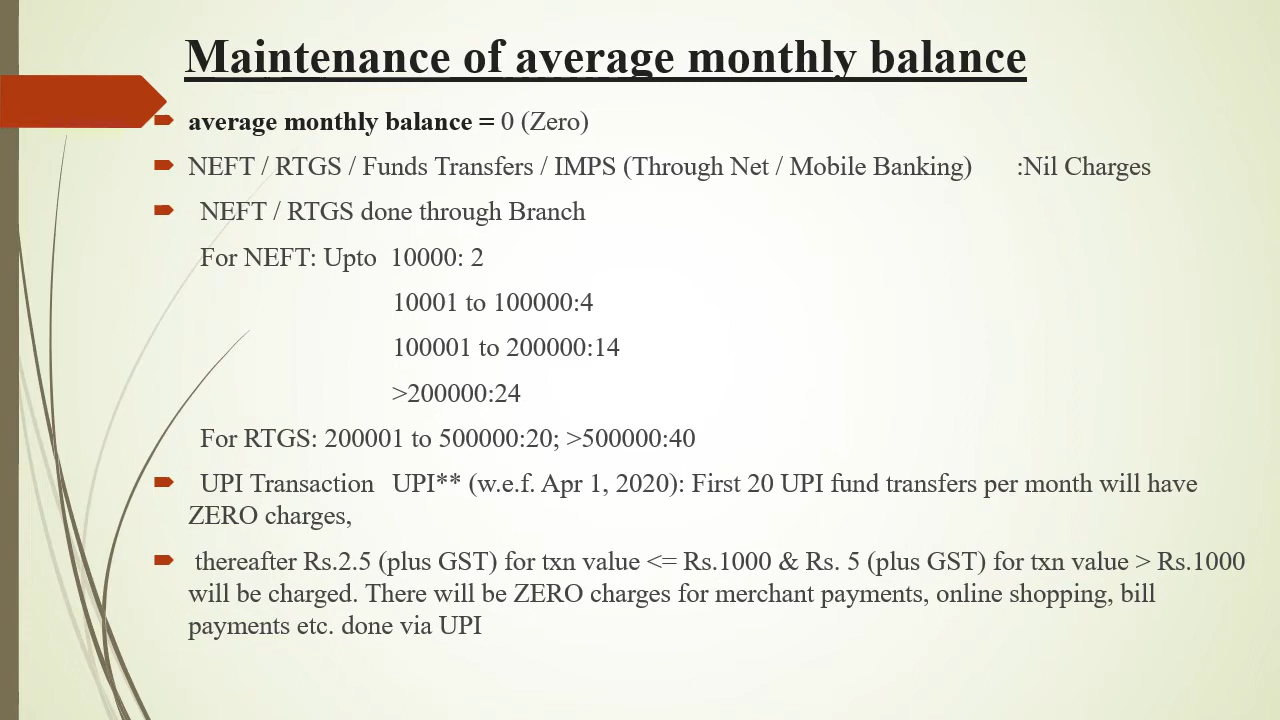 Maintenance of average monthly balance
average monthly balance = 0 (Zero)
NEFT / RTGS / Funds Transfers / IMPS (Through Net / Mobile Banking) :Nil Charges
NEFT / RTGS done through Branch
For NEFT: Upto 10000: 2
10001 to 100000:4
100001 to 200000:14
>200000:24
For RTGS: 200001 to 500000:20; >500000:40
UPI Transaction UPI** (w.e.f. Apr 1, 2020): First 20 UPI fund transfers per month will have
ZERO charges,
thereafter Rs.2.5 (plus GST) for txn value <= Rs.1000 & Rs. 5 (plus GST) for txn value > Rs.1000
will be charged. There will be ZERO charges for merchant payments, online shopping, bill
payments etc. done via UPI